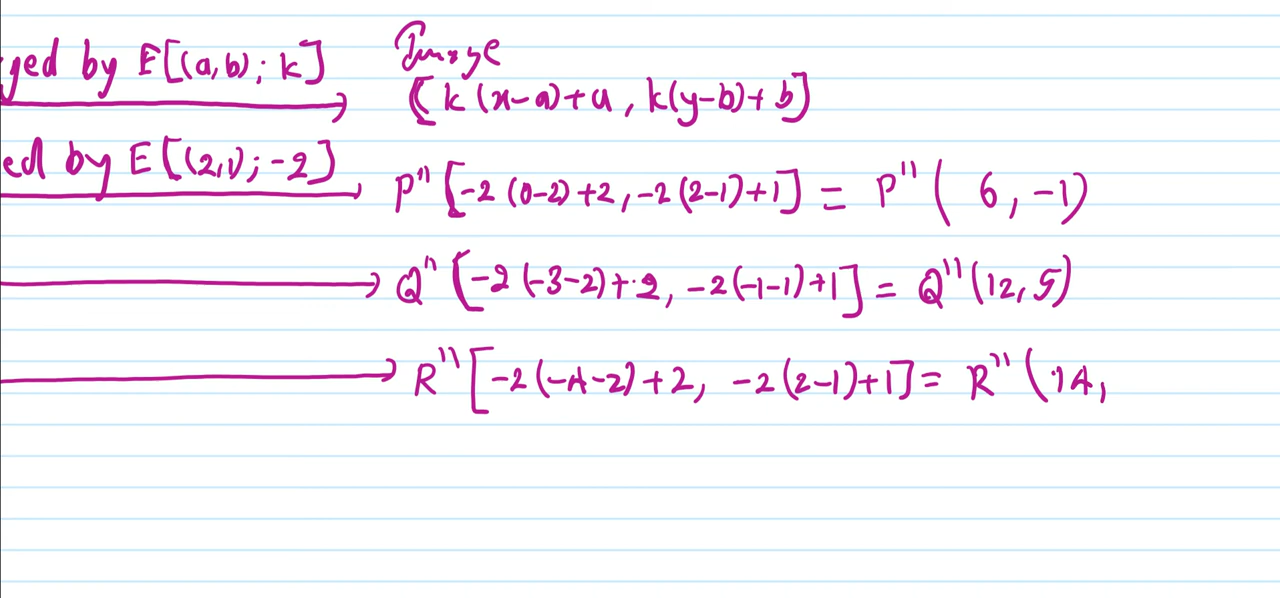 Image
ged by E[(a,b); k] [k(x-a)+a, k(y-b)+b]
ed by E[(2,1); -2] P"[-2(0-2)+2, -2(2-1)+1] = P"(6, -1)
Q"[-2(-3-2)+2, -2(-1-1)+1] = Q"(12, 5)
R"[-2(-4-2)+2, -2(2-1)+1] = R"(14,